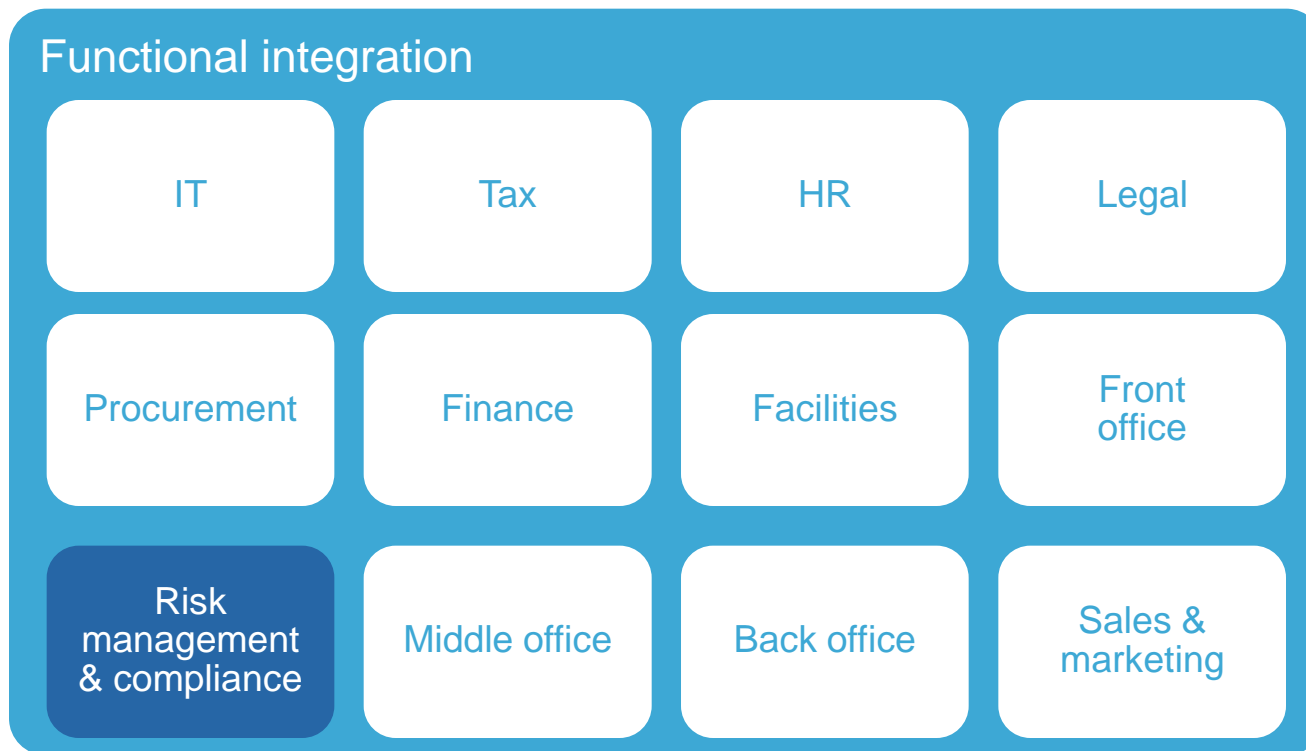 Functional integration
IT
Tax
HR
Legal
Procurement
Finance
Facilities
Front
office
Risk
management
& compliance
Middle office
Back office
Sales &
marketing